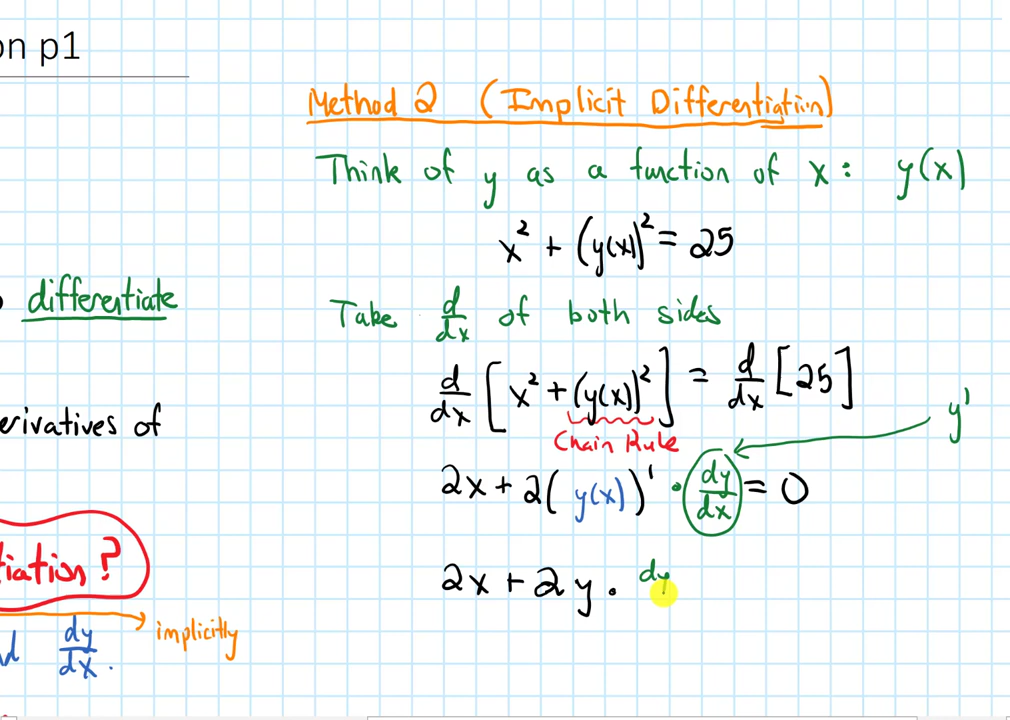 on p1
Method 2 (Implicit Differentiation)
Think of y as a function of x: y(x)
x² + (y(x))² = 25
differentiate
Take d/dx of both sides
d/dx [x² + (y(x))²] = d/dx [25]
erivatives of
y'
Chain Rule
2x + 2( y(x) )¹ · dy/dx = 0
tiation?
2x + 2y · dy
implicitly
dy/dx.